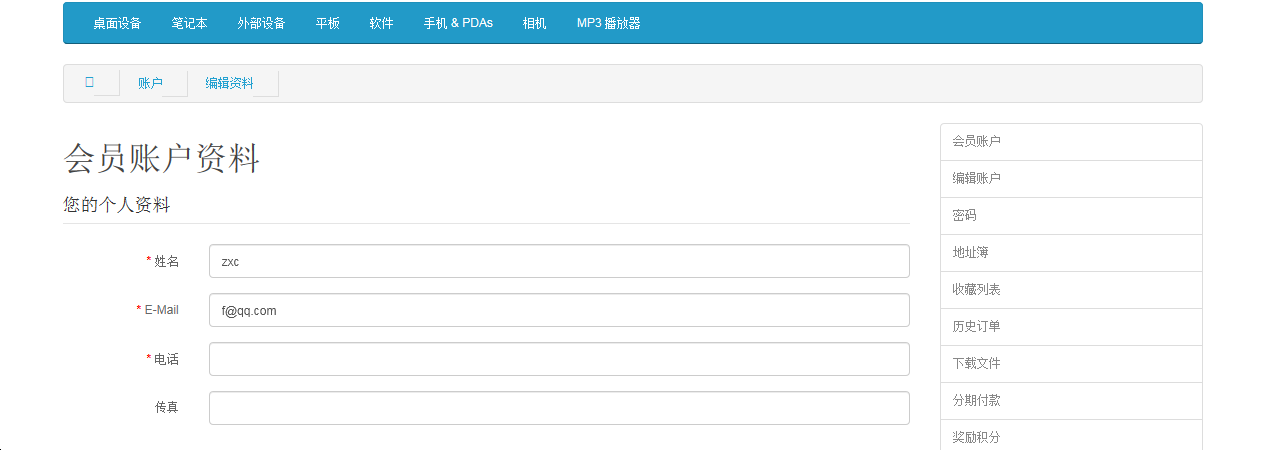 桌面设备 笔记本 外部设备 平板 软件 手机 & PDAs 相机 MP3 播放器
账户 编辑资料
会员账户资料
您的个人资料
* 姓名 zxc
* E-Mail f@qq.com
* 电话
传真
会员账户
编辑账户
密码
地址簿
收藏列表
历史订单
下载文件
分期付款
奖励积分